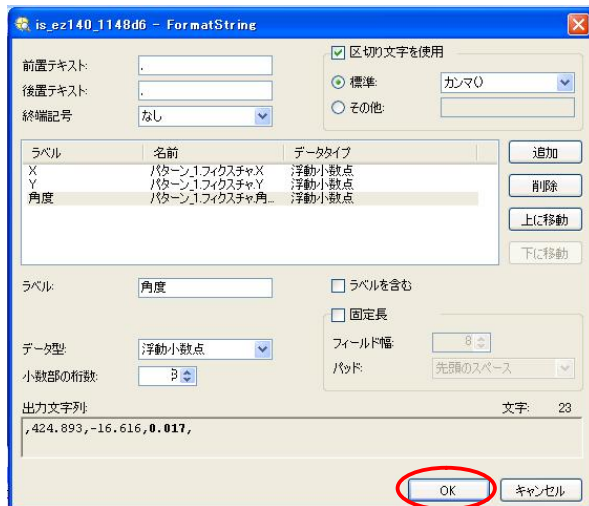 is_ez140_1148d6 - FormatString
前置テキスト: .
後置テキスト: .
終端記号 なし
区切り文字を使用
標準: カンマ()
その他:
ラベル 名前 データタイプ
X パターン_1.フィクスチャ.X 浮動小数点
Y パターン_1.フィクスチャ.Y 浮動小数点
角度 パターン_1.フィクスチャ.角... 浮動小数点
追加
削除
上に移動
下に移動
ラベル: 角度
ラベルを含む
固定長
データ型: 浮動小数点
フィールド幅: 8
小数部の桁数: 3
パッド: 先頭のスペース
出力文字列: 文字: 23
,424.893,-16.616,0.017,
OK キャンセル